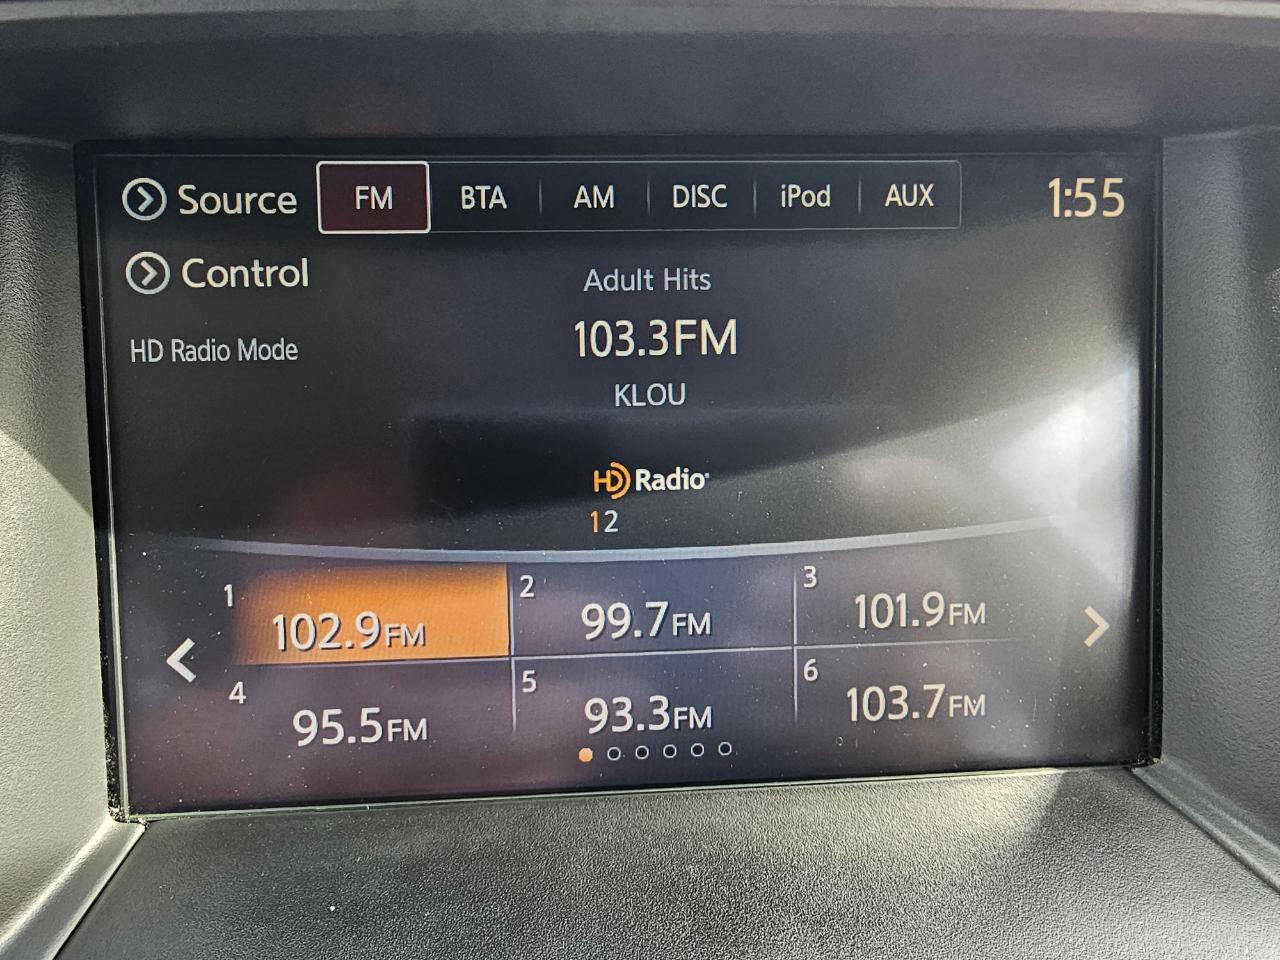 Source FM BTA AM DISC iPod AUX 1:55
Control
Adult Hits
HD Radio Mode
103.3FM
KLOU
HD Radio
12
1 102.9FM
2 99.7FM
3 101.9FM
4 95.5FM
5 93.3FM
6 103.7FM